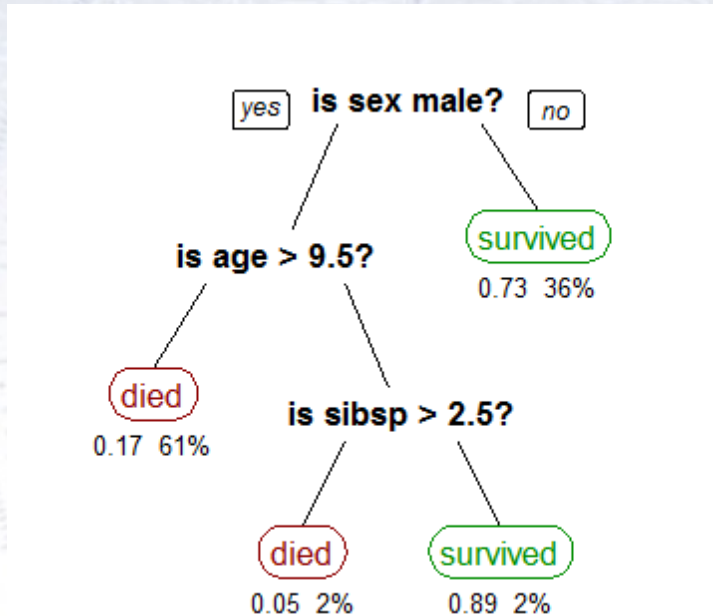 yes is sex male? no
is age > 9.5?
survived
0.73 36%
died
0.17 61%
is sibsp > 2.5?
died
0.05 2%
survived
0.89 2%